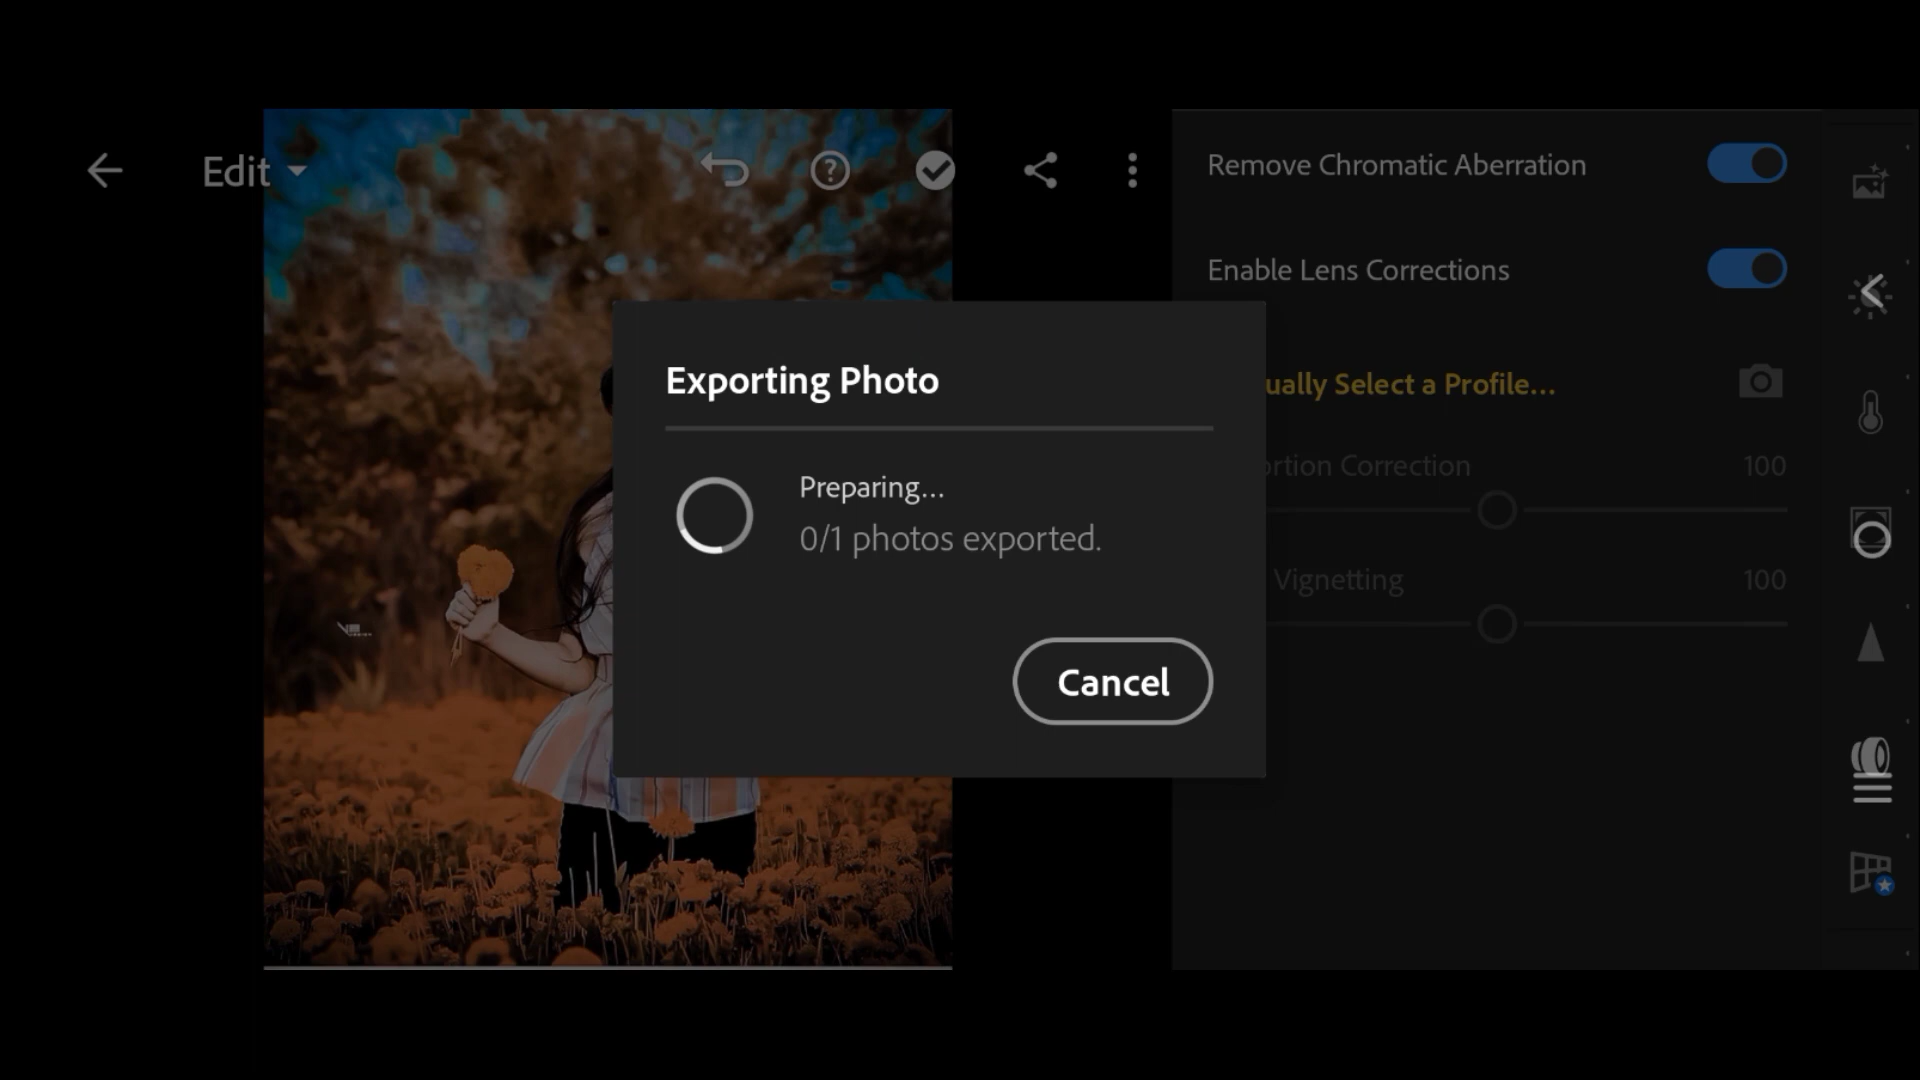 Edit
Remove Chromatic Aberration
Enable Lens Corrections
Exporting Photo
ually Select a Profile...
Preparing...
0/1 photos exported.
ortion Correction
100
Vignetting
100
Cancel